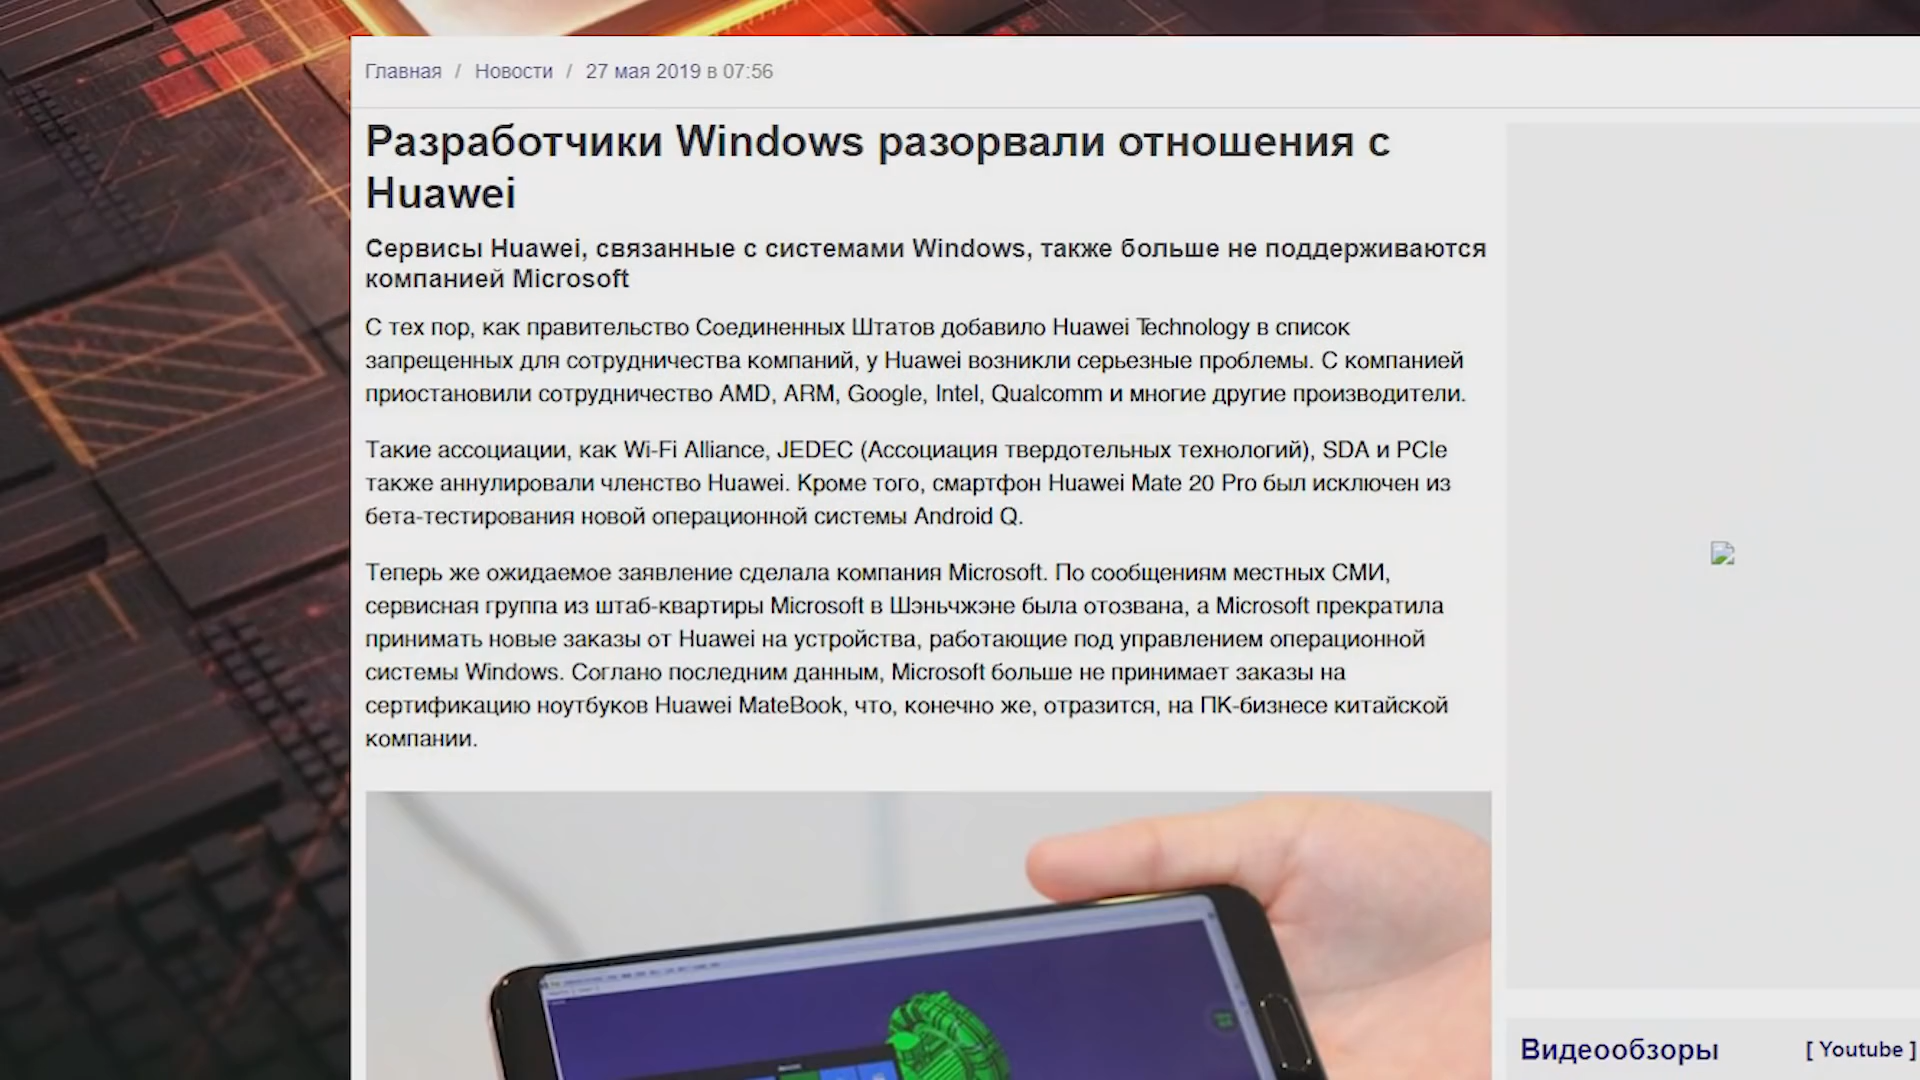 Главная / Новости / 27 мая 2019 в 07:56
Разработчики Windows разорвали отношения с
Huawei
Сервисы Huawei, связанные с системами Windows, также больше не поддерживаются
компанией Microsoft
С тех пор, как правительство Соединенных Штатов добавило Huawei Technology в список
запрещенных для сотрудничества компаний, у Huawei возникли серьезные проблемы. С компанией
приостановили сотрудничество AMD, ARM, Google, Intel, Qualcomm и многие другие производители.
Такие ассоциации, как Wi-Fi Alliance, JEDEC (Ассоциация твердотельных технологий), SDA и PCIe
также аннулировали членство Huawei. Кроме того, смартфон Huawei Mate 20 Pro был исключен из
бета-тестирования новой операционной системы Android Q.
Теперь же ожидаемое заявление сделала компания Microsoft. По сообщениям местных СМИ,
сервисная группа из штаб-квартиры Microsoft в Шэньчжэне была отозвана, а Microsoft прекратила
принимать новые заказы от Huawei на устройства, работающие под управлением операционной
системы Windows. Соглано последним данным, Microsoft больше не принимает заказы на
сертификацию ноутбуков Huawei MateBook, что, конечно же, отразится, на ПК-бизнесе китайской
компании.
Видеообзоры [ Youtube ]